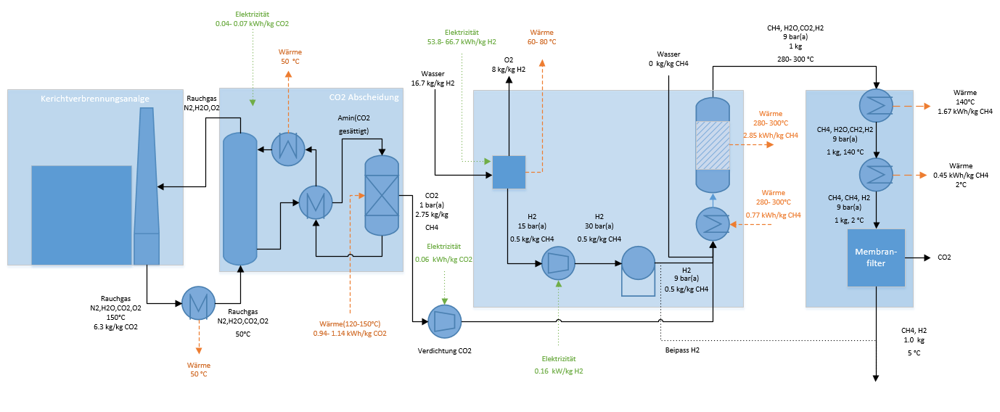 Elektrizität
0.04- 0.07 kWh/kg CO2
Wärme
50 °C
Kerichtverbrennungsanalge
Rauchgas
N2,H2O,O2
CO2 Abscheidung
Amin(CO2
gesättigt)
CO2
1 bar(a)
2.75 kg/kg
CH4
Rauchgas
N2,H2O,CO2,O2
150°C
6.3 kg/kg CO2
Rauchgas
N2,H2O,CO2,O2
50°C
Wärme
50 °C
Wärme(120-150°C)
0.94- 1.14 kWh/kg CO2
Elektrizität
0.06 kWh/kg CO2
Verdichtung CO2
Elektrizität
53.8- 66.7 kWh/kg H2
Wärme
60- 80 °C
O2
8 kg/kg H2
Wasser
16.7 kg/kg H2
Wasser
0 kg/kg CH4
H2
15 bar(a)
0.5 kg/kg CH4
H2
30 bar(a)
0.5 kg/kg CH4
H2
9 bar(a)
0.5 kg/kg CH4
Elektrizität
0.16 kW/kg H2
Beipass H2
Wärme
280- 300°C
2.85 kWh/kg CH4
Wärme
280- 300°C
0.77 kWh/kg CH4
CH4, H2O,CO2,H2
9 bar(a)
1 kg
280- 300 °C
Wärme
140°C
1.67 kWh/kg CH4
CH4, H2O,CH2,H2
9 bar(a)
1 kg, 140 °C
Wärme
0.45 kWh/kg CH4
2°C
CH4, CH4, H2
9 bar(a)
1 kg, 2 °C
Membran-
filter
CO2
CH4, H2
1.0 kg
5 °C